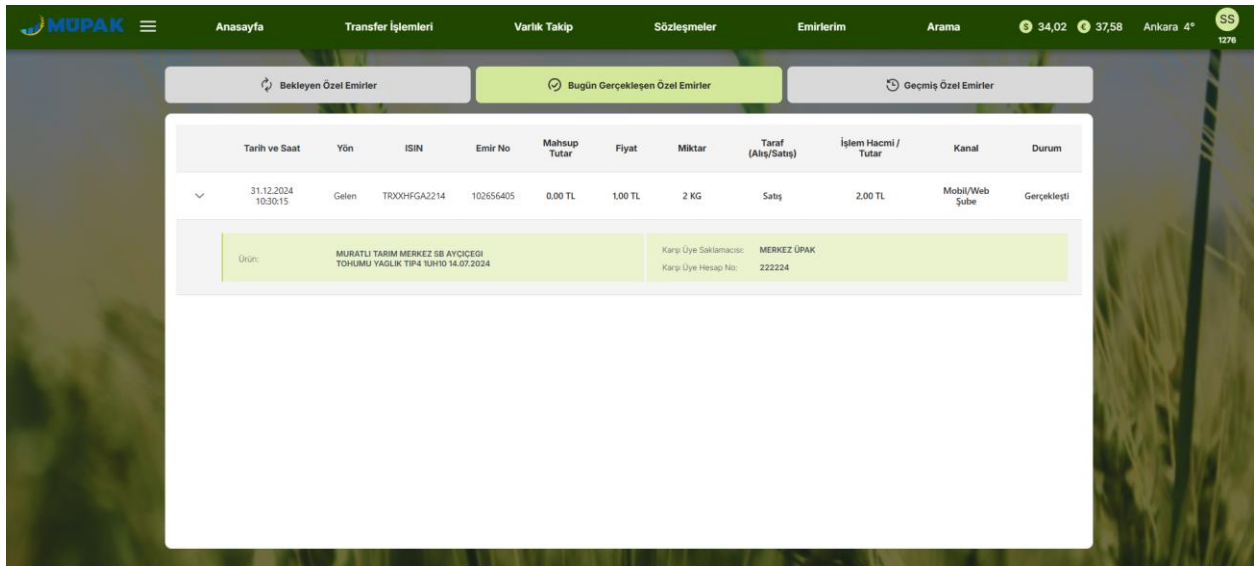 MÜPAK Anasayfa Transfer İşlemleri Varlık Takip Sözleşmeler Emirlerim Arama $ 34,02 € 37,58 Ankara 4° SS
1276
Bekleyen Özel Emirler Bugün Gerçekleşen Özel Emirler Geçmiş Özel Emirler
Tarih ve Saat Yön ISIN Emir No Mahsup Tutar Fiyat Miktar Taraf (Alış/Satış) İşlem Hacmi / Tutar Kanal Durum
31.12.2024 10:30:15 Gelen TRXXHFGA2214 102656405 0,00 TL 1,00 TL 2 KG Satış 2,00 TL Mobil/Web Şube Gerçekleşti
Ürün: MURATLI TARIM MERKEZ SB AYÇIÇEGI
TOHUMU YAGLIK TIP4 1UH10 14.07.2024
Karşı Üye Saklamacısı: MERKEZ ÜPAK
Karşı Üye Hesap No: 222224